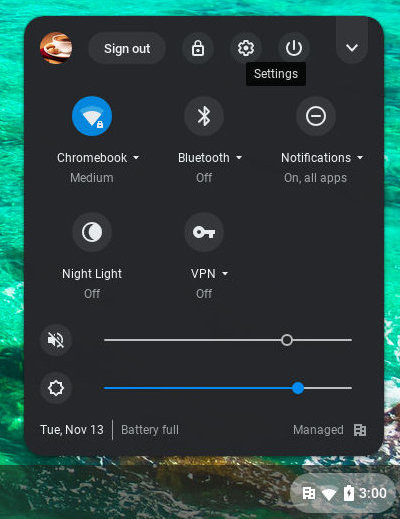 Sign out
Settings
Chromebook Bluetooth Notifications
Medium Off On, all apps
Night Light VPN
Off Off
Tue, Nov 13 Battery full Managed
3:00